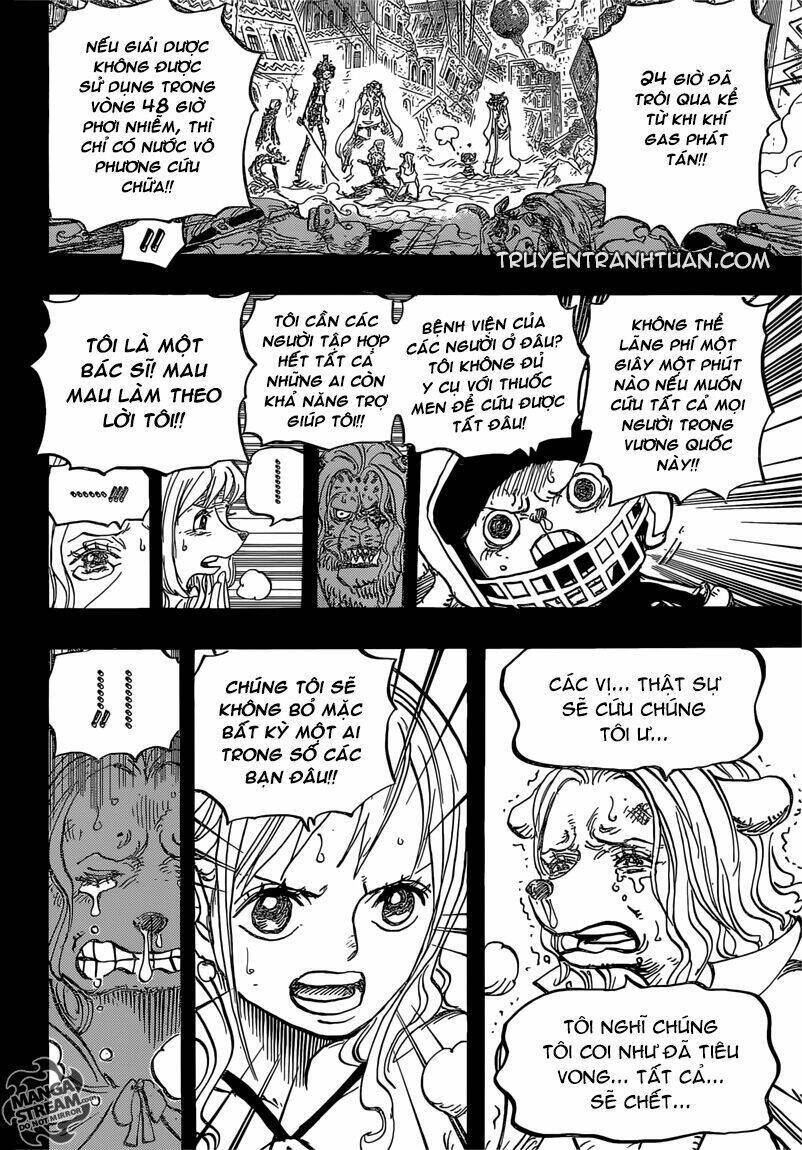 24 GIỜ ĐÃ
TRÔI QUA KỂ
TỪ KHI KHÍ
GAS PHÁT
TÁN!!
NẾU GIẢI DƯỢC
KHÔNG ĐƯỢC
SỬ DỤNG TRONG
VÒNG 48 GIỜ
PHƠI NHIỄM, THÌ
CHỈ CÓ NƯỚC VÔ
PHƯƠNG CỨU
CHỮA!!
!!
TRUYENTRANHTUAN.COM
KHÔNG THỂ
LÃNG PHÍ MỘT
GIÂY MỘT PHÚT
NÀO NẾU MUỐN
CỨU TẤT CẢ MỌI
NGƯỜI TRONG
VƯƠNG QUỐC
NÀY!!
BỆNH VIỆN CỦA
CÁC NGƯỜI Ở ĐÂU?
TÔI KHÔNG ĐỦ
Y CỤ VỚI THUỐC
MEN ĐỂ CỨU ĐƯỢC
TẤT ĐÂU!
TÔI CẦN CÁC
NGƯỜI TẬP HỢP
HẾT TẤT CẢ
NHỮNG AI CÒN
KHẢ NĂNG TRỢ
GIÚP TÔI!!
TÔI LÀ MỘT
BÁC SĨ! MAU
MAU LÀM THEO
LỜI TÔI!!
.......!!!
CÁC VỊ... THẬT SỰ
SẼ CỨU CHÚNG
TÔI Ư...
TÔI NGHĨ CHÚNG
TÔI COI NHƯ ĐÃ TIÊU
VONG... TẤT CẢ...
SẼ CHẾT...
CHÚNG TÔI SẼ
KHÔNG BỎ MẶC
BẤT KỲ MỘT AI
TRONG SỐ CÁC
BẠN ĐÂU!!
MANGA
STREAM.COM
DO NOT MIRROR!